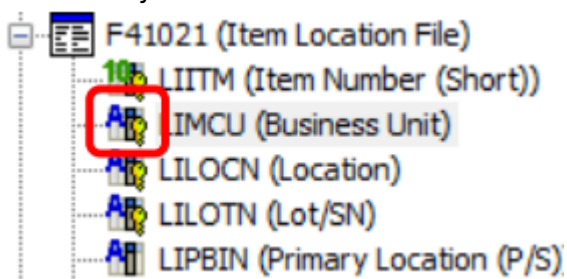 F41021 (Item Location File)
LIITM (Item Number (Short))
LIMCU (Business Unit)
LILOCN (Location)
LILOTN (Lot/SN)
LIPBIN (Primary Location (P/S))